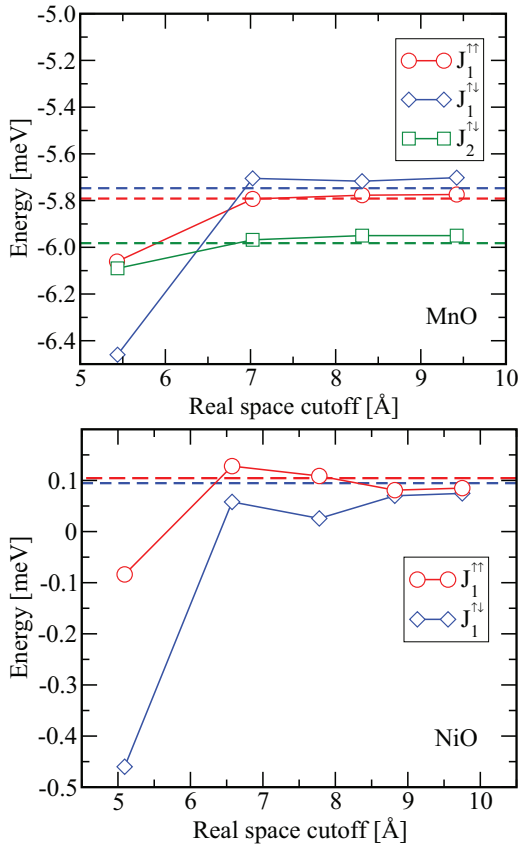 -5.0
-5.2
-5.4
-5.6
-5.8
-6.0
-6.2
-6.4
Energy [meV]
J₁↑↑
J₁↑↓
J₂↑↓
MnO
5 6 7 8 9 10
Real space cutoff [Å]
0.1
0
-0.1
-0.2
-0.3
-0.4
-0.5
Energy [meV]
J₁↑↑
J₁↑↓
NiO
5 6 7 8 9 10
Real space cutoff [Å]